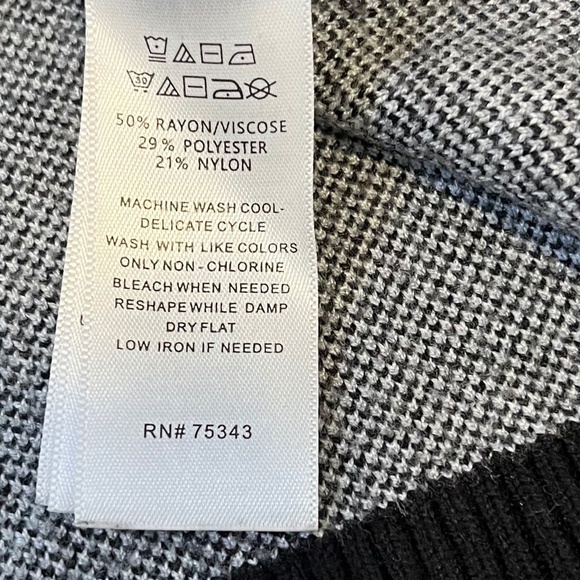 30
50% RAYON/VISCOSE
29% POLYESTER
21% NYLON
MACHINE WASH COOL-
DELICATE CYCLE
WASH WITH LIKE COLORS
ONLY NON-CHLORINE
BLEACH WHEN NEEDED
RESHAPE WHILE DAMP
DRY FLAT
LOW IRON IF NEEDED
RN# 75343